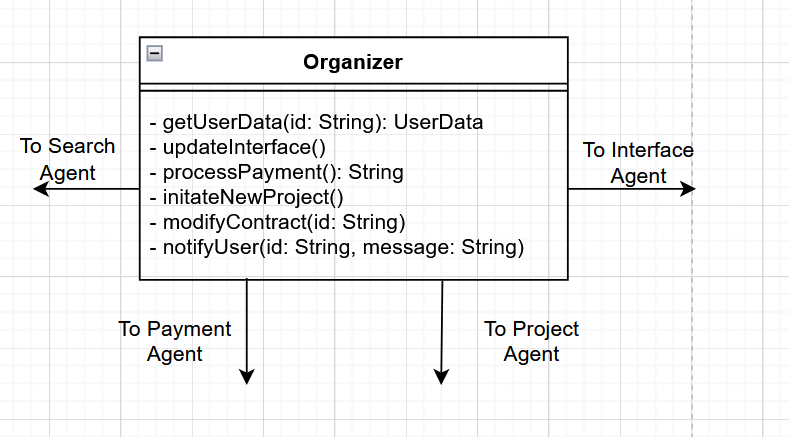 Organizer
- getUserData(id: String): UserData
- updateInterface()
- processPayment(): String
- initateNewProject()
- modifyContract(id: String)
- notifyUser(id: String, message: String)
To Search
Agent
To Interface
Agent
To Payment
Agent
To Project
Agent